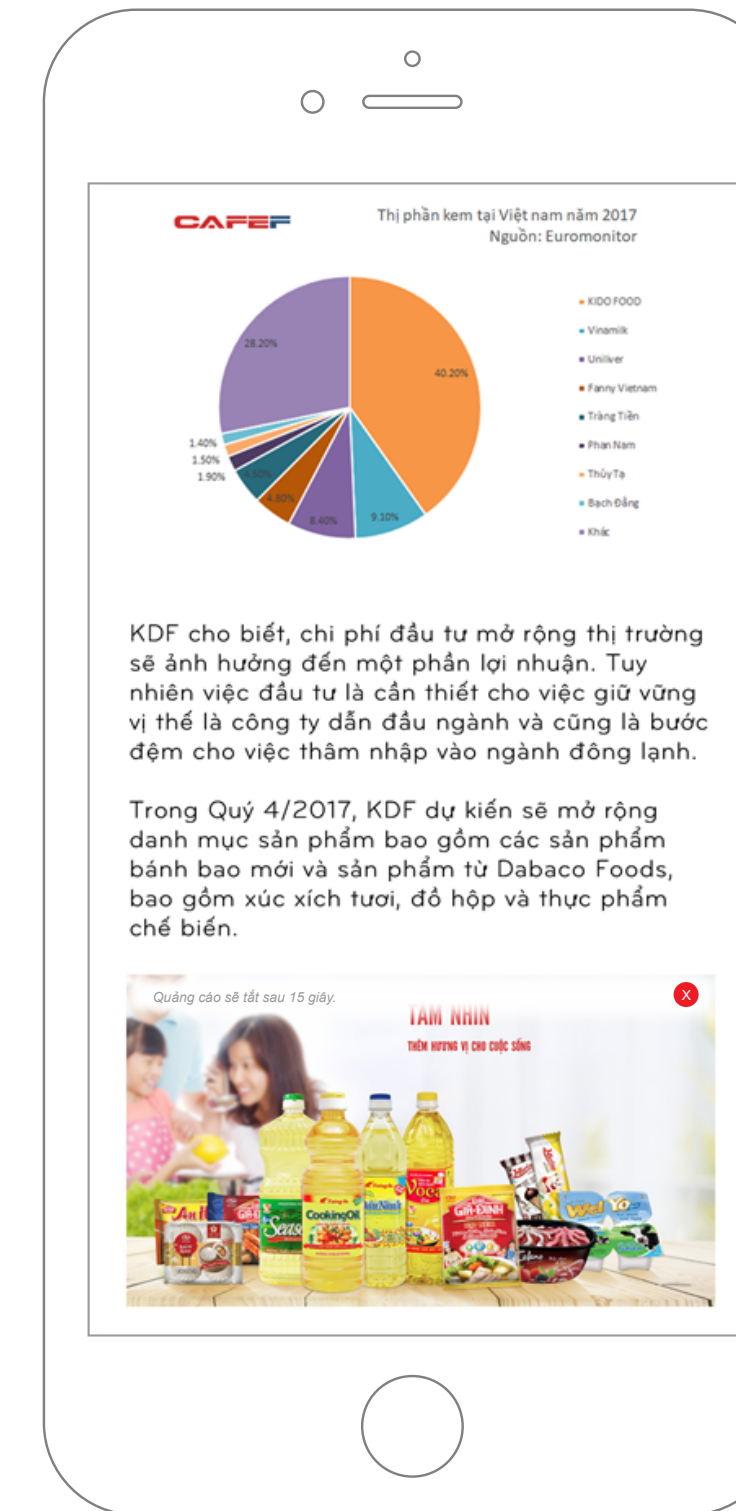 CAFEF
Thị phần kem tại Việt nam năm 2017
Nguồn: Euromonitor
KIDO FOOD
Vinamilk
Uniliver
Fanny Vietnam
Tràng Tiền
Phan Nam
Thủy Tạ
Bạch Đằng
Khác
28.20%
40.20%
1.40%
1.50%
1.90%
4.50%
4.80%
8.40%
9.10%
KDF cho biết, chi phí đầu tư mở rộng thị trường
sẽ ảnh hưởng đến một phần lợi nhuận. Tuy
nhiên việc đầu tư là cần thiết cho việc giữ vững
vị thế là công ty dẫn đầu ngành và cũng là bước
đệm cho việc thâm nhập vào ngành đông lạnh.
Trong Quý 4/2017, KDF dự kiến sẽ mở rộng
danh mục sản phẩm bao gồm các sản phẩm
bánh bao mới và sản phẩm từ Dabaco Foods,
bao gồm xúc xích tươi, đồ hộp và thực phẩm
chế biến.
Quảng cáo sẽ tắt sau 15 giây.
X
TẦM NHÌN
THÊM HƯƠNG VỊ CHO CUỘC SỐNG
CookingOil
GIA ĐÌNH
Wel Yo